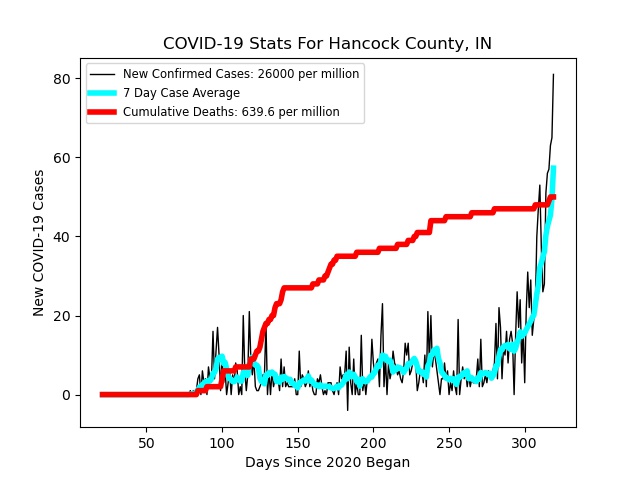 COVID-19 Stats For Hancock County, IN
New Confirmed Cases: 26000 per million
7 Day Case Average
Cumulative Deaths: 639.6 per million
New COVID-19 Cases
80
60
40
20
0
50 100 150 200 250 300
Days Since 2020 Began